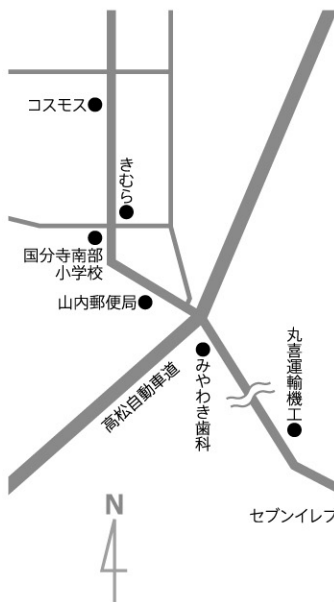 コスモス
きむら
国分寺南部
小学校
山内郵便局
丸喜運輸機工
みやわき歯科
高松自動車道
N
セブンイレブ